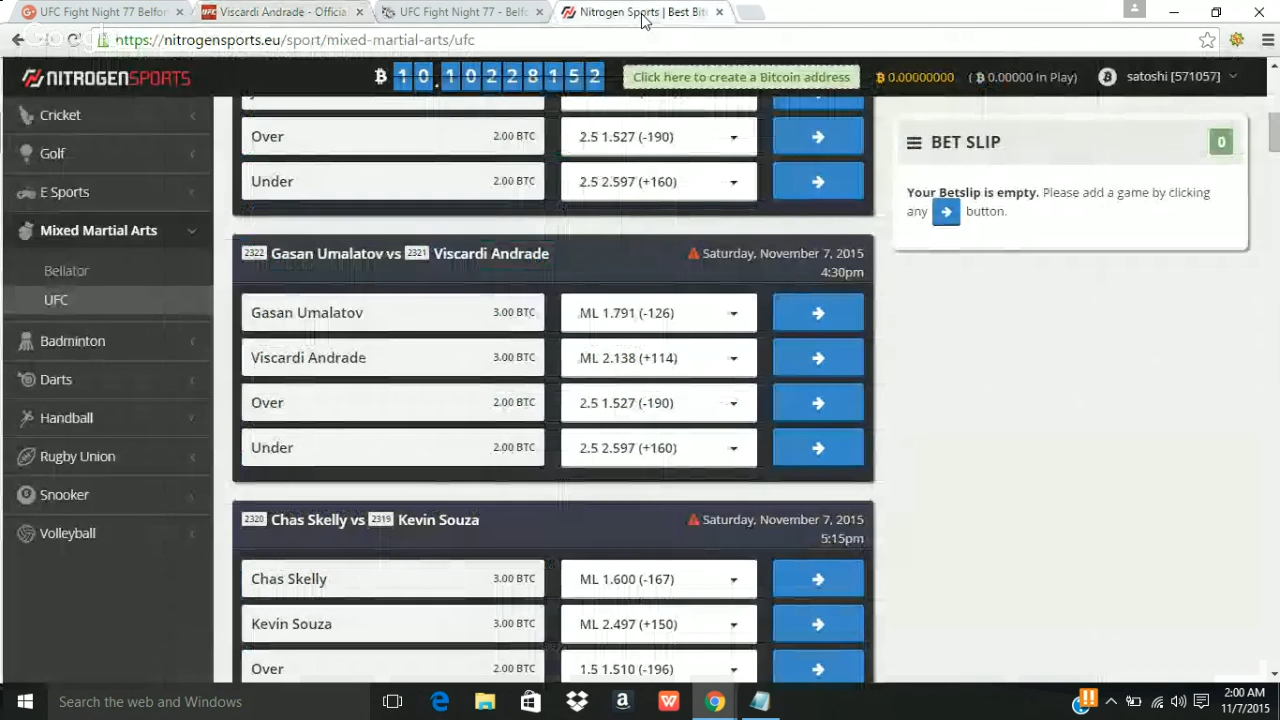 UFC Fight Night 77 Belfor
Viscardi Andrade - Officia
UFC Fight Night 77 - Belfo
Nitrogen Sports | Best Bit
https://nitrogensports.eu/sport/mixed-martial-arts/ufc
NITROGENSPORTS
10.10228152
Click here to create a Bitcoin address
0.00000000
( 0.00000 In Play)
satoshi [571057]
Cricket
Golf
E Sports
Mixed Martial Arts
Bellator
UFC
Badminton
Darts
Handball
Rugby Union
Snooker
Volleyball
Over 2.00 BTC 2.5 1.527 (-190)
Under 2.00 BTC 2.5 2.597 (+160)
2322 Gasan Umalatov vs 2321 Viscardi Andrade
Saturday, November 7, 2015
4:30pm
Gasan Umalatov 3.00 BTC ML 1.791 (-126)
Viscardi Andrade 3.00 BTC ML 2.138 (+114)
Over 2.00 BTC 2.5 1.527 (-190)
Under 2.00 BTC 2.5 2.597 (+160)
2320 Chas Skelly vs 2319 Kevin Souza
Saturday, November 7, 2015
5:15pm
Chas Skelly 3.00 BTC ML 1.600 (-167)
Kevin Souza 3.00 BTC ML 2.497 (+150)
Over 2.00 BTC 1.5 1.510 (-196)
BET SLIP 0
Your Betslip is empty. Please add a game by clicking
any button.
Search the web and Windows
2:00 AM
11/7/2015